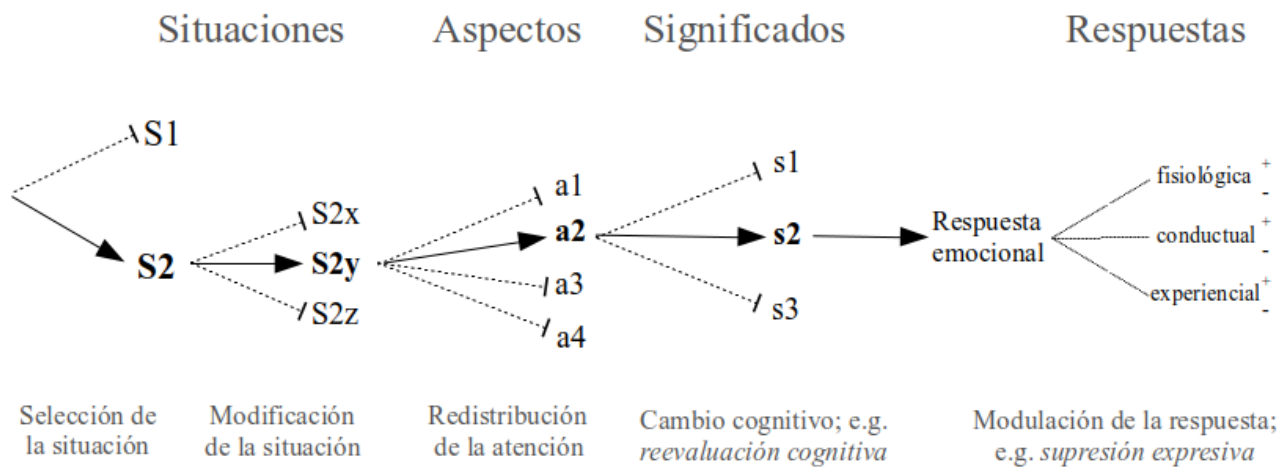 Situaciones Aspectos Significados Respuestas
S1
S2
S2x
S2y
S2z
a1
a2
a3
a4
s1
s2
s3
Respuesta
emocional
fisiológica + -
conductual + -
experiencial + -
Selección de
la situación
Modificación
de la situación
Redistribución
de la atención
Cambio cognitivo; e.g.
reevaluación cognitiva
Modulación de la respuesta;
e.g. supresión expresiva